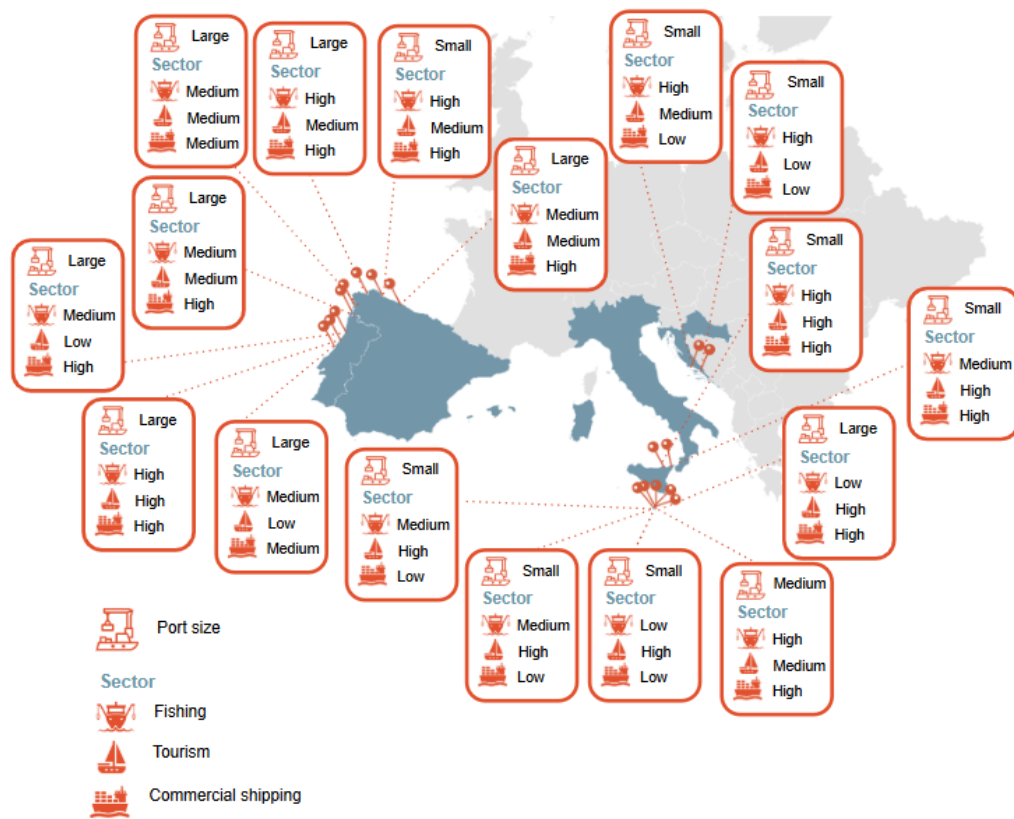 Large
Sector
Medium
Medium
Medium
Large
Sector
High
Medium
High
Small
Sector
High
Medium
High
Small
Sector
High
Medium
Low
Small
Sector
High
Low
Low
Large
Sector
Medium
Medium
High
Large
Sector
Medium
Medium
High
Large
Sector
Medium
Low
High
Small
Sector
High
High
High
Small
Sector
Medium
High
High
Large
Sector
High
High
High
Large
Sector
Medium
Low
Medium
Small
Sector
Medium
High
Low
Large
Sector
Low
High
High
Small
Sector
Medium
High
Low
Small
Sector
Low
High
Low
Medium
Sector
High
Medium
High
Port size
Sector
Fishing
Tourism
Commercial shipping